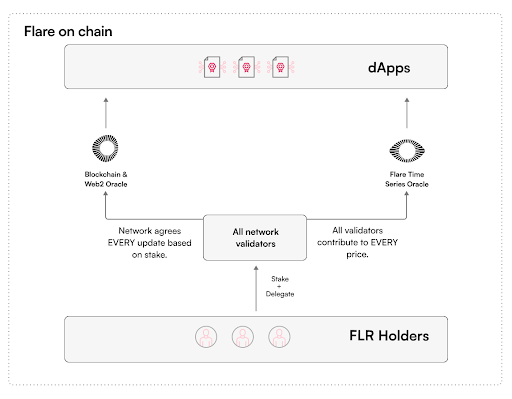 Flare on chain
dApps
Blockchain &
Web2 Oracle
Flare Time
Series Oracle
Network agrees
EVERY update based
on stake.
All network
validators
All validators
contribute to EVERY
price.
Stake
+
Delegate
FLR Holders